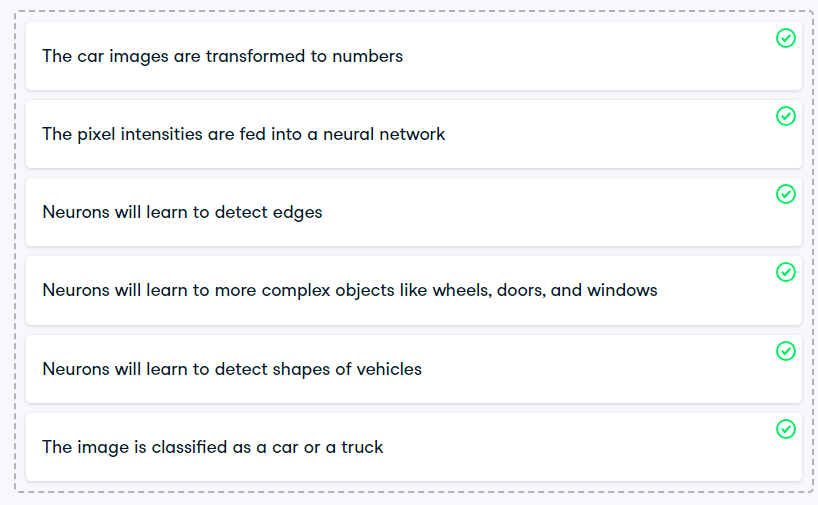 The car images are transformed to numbers
The pixel intensities are fed into a neural network
Neurons will learn to detect edges
Neurons will learn to more complex objects like wheels, doors, and windows
Neurons will learn to detect shapes of vehicles
The image is classified as a car or a truck